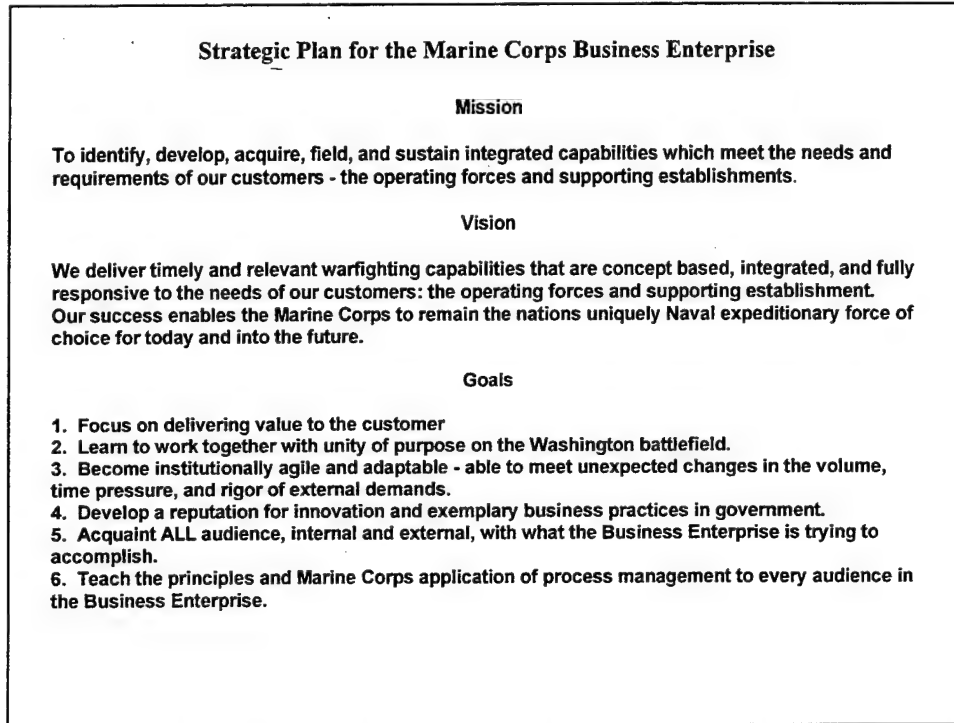 Strategic Plan for the Marine Corps Business Enterprise
Mission
To identify, develop, acquire, field, and sustain integrated capabilities which meet the needs and
requirements of our customers - the operating forces and supporting establishments.
Vision
We deliver timely and relevant warfighting capabilities that are concept based, integrated, and fully
responsive to the needs of our customers: the operating forces and supporting establishment.
Our success enables the Marine Corps to remain the nations uniquely Naval expeditionary force of
choice for today and into the future.
Goals
1. Focus on delivering value to the customer
2. Learn to work together with unity of purpose on the Washington battlefield.
3. Become institutionally agile and adaptable - able to meet unexpected changes in the volume,
time pressure, and rigor of external demands.
4. Develop a reputation for innovation and exemplary business practices in government.
5. Acquaint ALL audience, internal and external, with what the Business Enterprise is trying to
accomplish.
6. Teach the principles and Marine Corps application of process management to every audience in
the Business Enterprise.